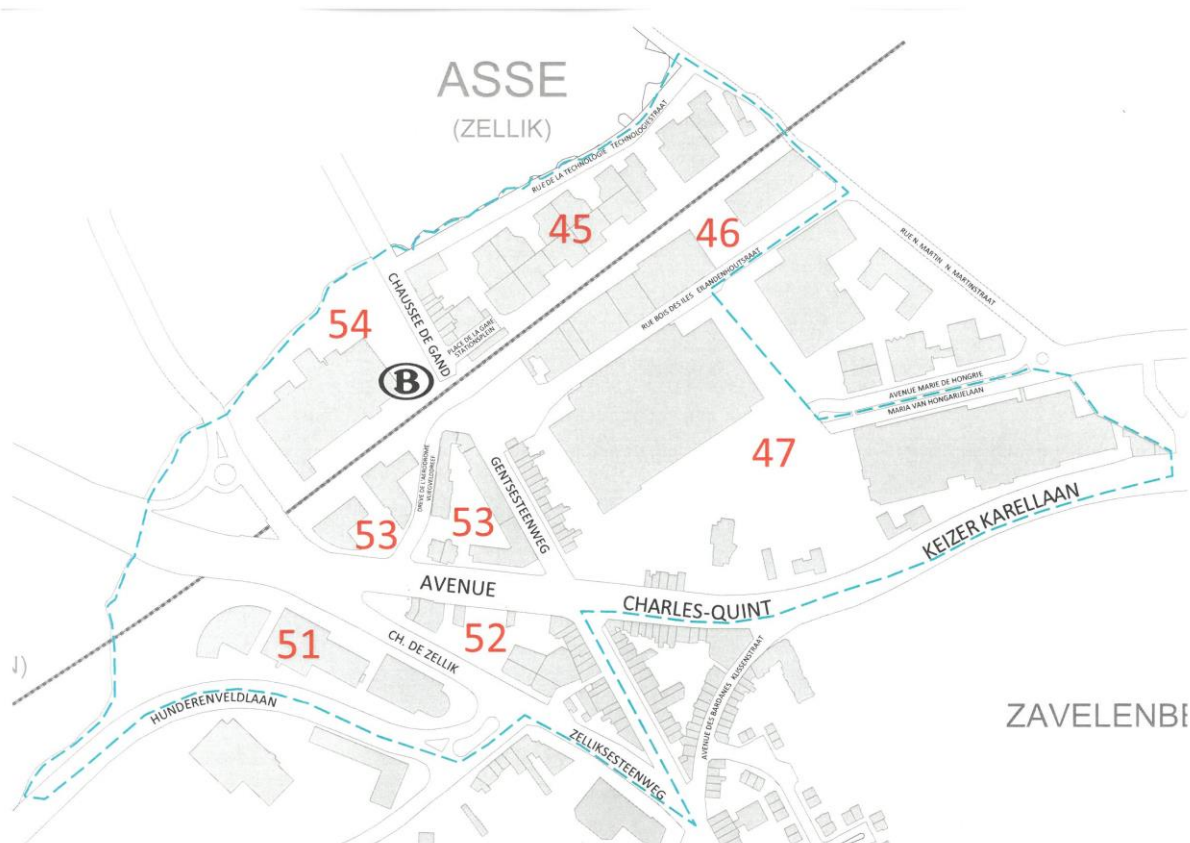 ASSE
(ZELLIK)
RUE DE LA TECHNOLOGIE TECHNOLOGIESTRAAT
45
46
RUE N. MARTIN N. MARTINSTRAAT
CHAUSSEE DE GAND
RUE BOIS DES ILES EILANDENHOUTSRAAT
54
PLACE DE LA GARE
STATIONSPLEIN
B
AVENUE MARIE DE HONGRIE
MARIA VAN HONGARIJELAAN
47
GENTSESTEENWEG
53
53
KEIZER KARELLAAN
AVENUE
CHARLES-QUINT
51
CH. DE ZELLIK
52
AVENUE DES BARDANES KLISSENSTRAAT
HUNDERENVELDLAAN
ZELLIKSESTEENWEG
ZAVELENBE